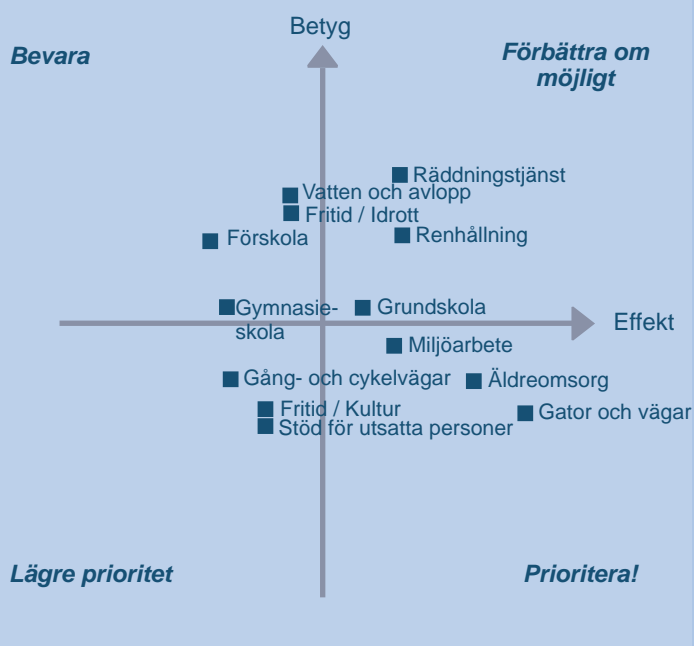 Betyg
Bevara
Förbättra om
möjligt
Räddningstjänst
Vatten och avlopp
Fritid / Idrott
Förskola
Renhållning
Gymnasie-
skola
Grundskola
Effekt
Miljöarbete
Gång- och cykelvägar
Äldreomsorg
Fritid / Kultur
Gator och vägar
Stöd för utsatta personer
Lägre prioritet
Prioritera!